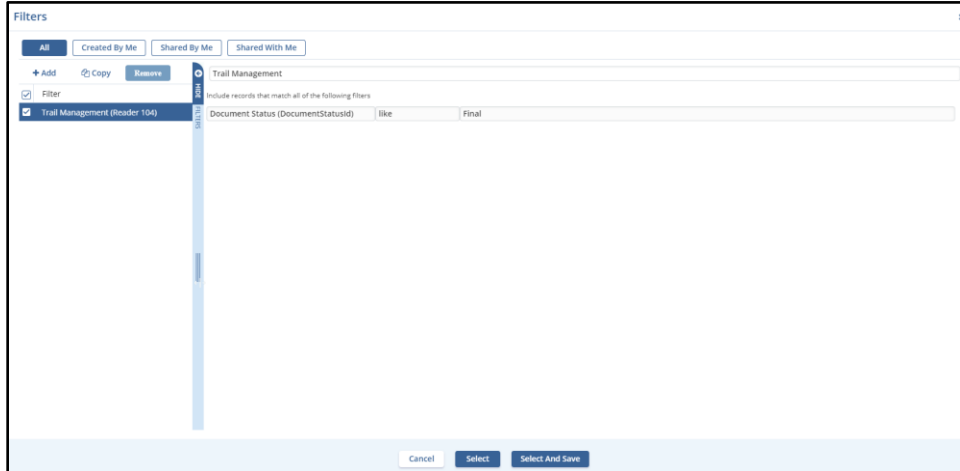 Filters
All Created By Me Shared By Me Shared With Me
+ Add Copy Remove
Filter
Trail Management (Reader 104)
HIDE FILTERS
Trail Management
Include records that match all of the following filters
Document Status (DocumentStatusId) like Final
Cancel Select Select And Save